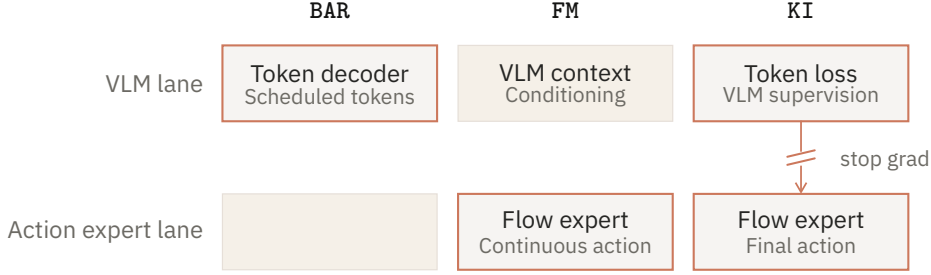 BAR FM KI
VLM lane
Token decoder
Scheduled tokens
VLM context
Conditioning
Token loss
VLM supervision
stop grad
Action expert lane
Flow expert
Continuous action
Flow expert
Final action